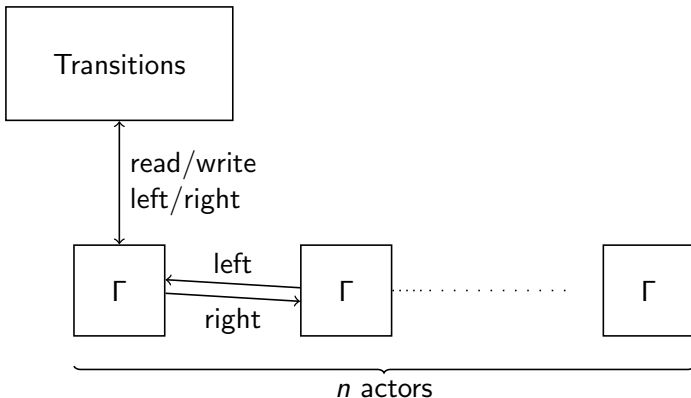 Transitions
read/write
left/right
left
Γ
Γ
Γ
right
n actors